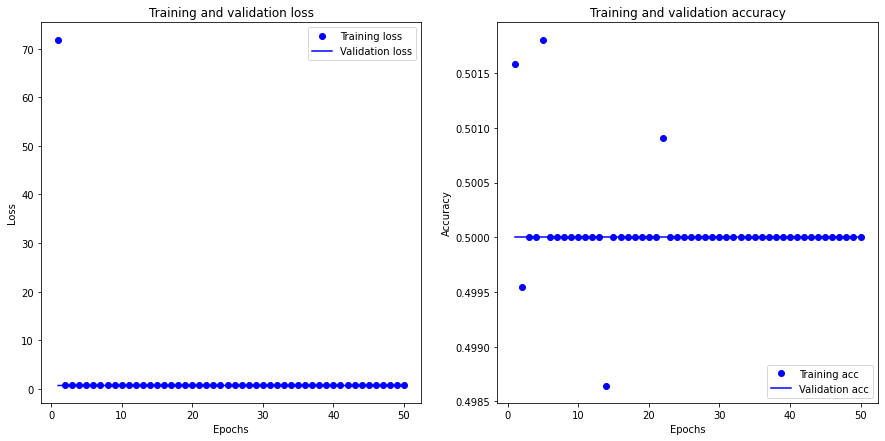 Training and validation loss
Training loss
Validation loss
70
60
50
40
30
20
10
0
Loss
0 10 20 30 40 50
Epochs
Training and validation accuracy
0.5015
0.5010
0.5005
0.5000
0.4995
0.4990
0.4985
Accuracy
Training acc
Validation acc
0 10 20 30 40 50
Epochs